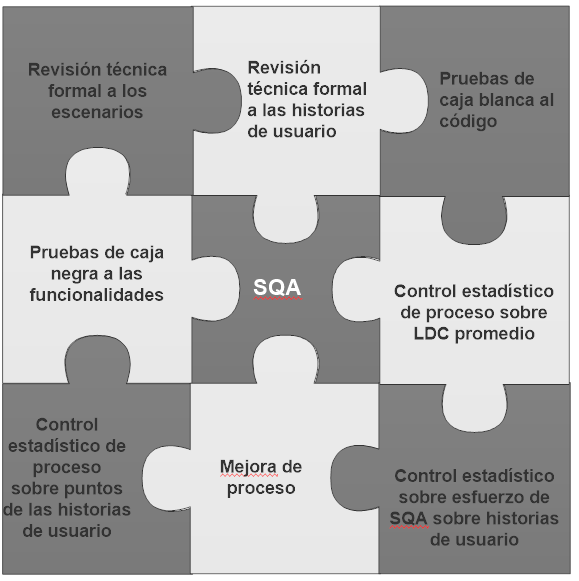 Revisión técnica
formal a los
escenarios
Revisión
técnica formal
a las historias
de usuario
Pruebas de
caja blanca al
código
Pruebas de caja
negra a las
funcionalidades
SQA
Control estadístico
de proceso sobre
LDC promedio
Control
estadístico de
proceso
sobre puntos
de las historias
de usuario
Mejora de
proceso
Control estadístico
sobre esfuerzo de
SQA sobre historias
de usuario